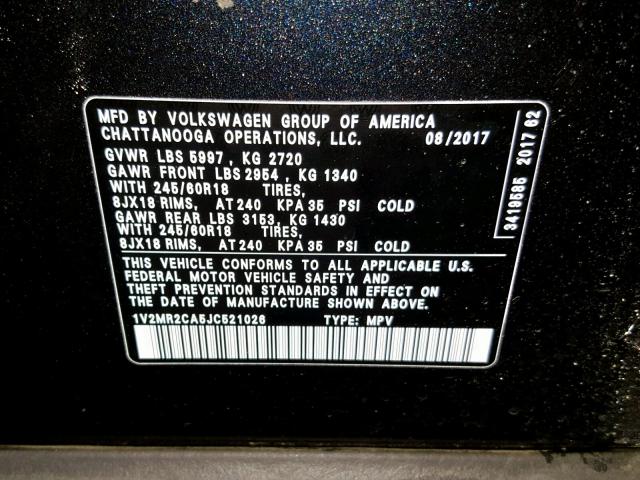 MFD BY VOLKSWAGEN GROUP OF AMERICA
CHATTANOOGA OPERATIONS, LLC. 08/2017
GVWR LBS 5997 , KG 2720
GAWR FRONT LBS 2954 , KG 1340
WITH 245/60R18 TIRES,
8JX18 RIMS, AT 240 KPA 35 PSI COLD
GAWR REAR LBS 3153, KG 1430
WITH 245/60R18 TIRES,
8JX18 RIMS, AT 240 KPA 35 PSI COLD
THIS VEHICLE CONFORMS TO ALL APPLICABLE U.S.
FEDERAL MOTOR VEHICLE SAFETY AND
THEFT PREVENTION STANDARDS IN EFFECT ON
THE DATE OF MANUFACTURE SHOWN ABOVE.
1V2MR2CA5JC521026 TYPE: MPV
3419585 2017 62